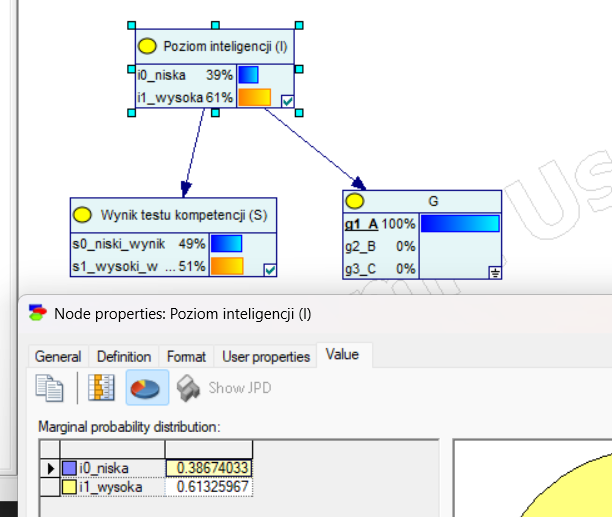 Poziom inteligencji (I)
i0_niska 39%
i1_wysoka 61%
Wynik testu kompetencji (S)
s0_niski_wynik 49%
s1_wysoki_w ... 51%
G
g1_A 100%
g2_B 0%
g3_C 0%
Us
Node properties: Poziom inteligencji (I)
General Definition Format User properties Value
Show JPD
Marginal probability distribution:
i0_niska 0.38674033
i1_wysoka 0.61325967